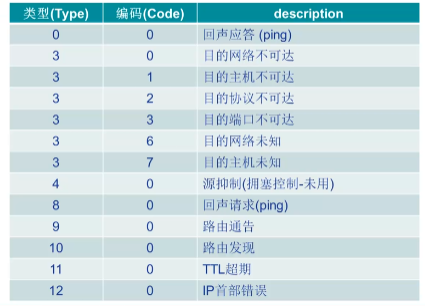 类型(Type) 编码(Code) description
0 0 回声应答 (ping)
3 0 目的网络不可达
3 1 目的主机不可达
3 2 目的协议不可达
3 3 目的端口不可达
3 6 目的网络未知
3 7 目的主机未知
4 0 源抑制(拥塞控制-未用)
8 0 回声请求(ping)
9 0 路由通告
10 0 路由发现
11 0 TTL超期
12 0 IP首部错误